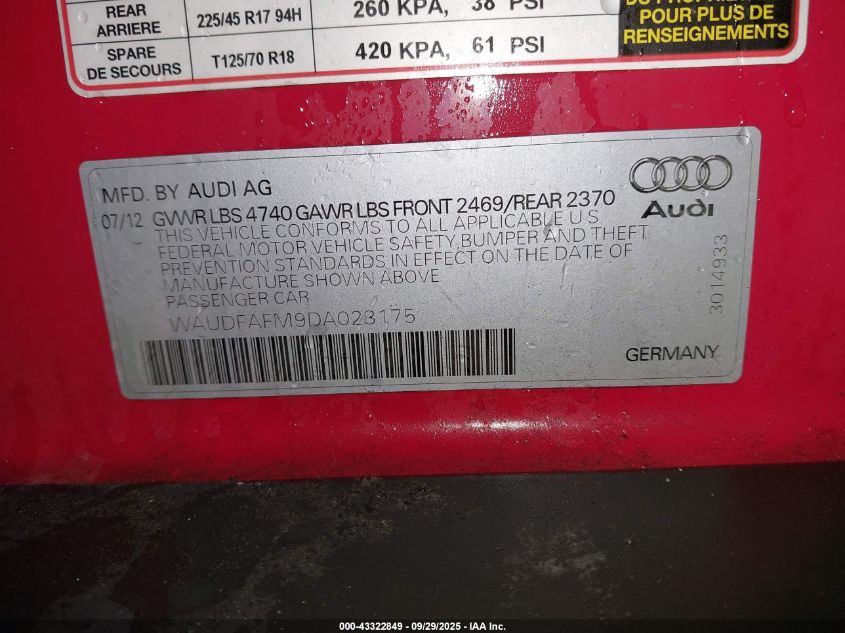 REAR
ARRIERE
225/45 R17 94H
260 KPA, 38 PSI
SPARE
DE SECOURS
T125/70 R18
420 KPA, 61 PSI
POUR PLUS DE
RENSEIGNEMENTS
MFD. BY AUDI AG
07/12 GVWR LBS 4740 GAWR LBS FRONT 2469/REAR 2370
THIS VEHICLE CONFORMS TO ALL APPLICABLE U.S.
FEDERAL MOTOR VEHICLE SAFETY, BUMPER AND THEFT
PREVENTION STANDARDS IN EFFECT ON THE DATE OF
MANUFACTURE SHOWN ABOVE
PASSENGER CAR
WAUDFAFM9DA023175
Audi
3014933
GERMANY
000-43322849 - 09/29/2025 - IAA Inc.